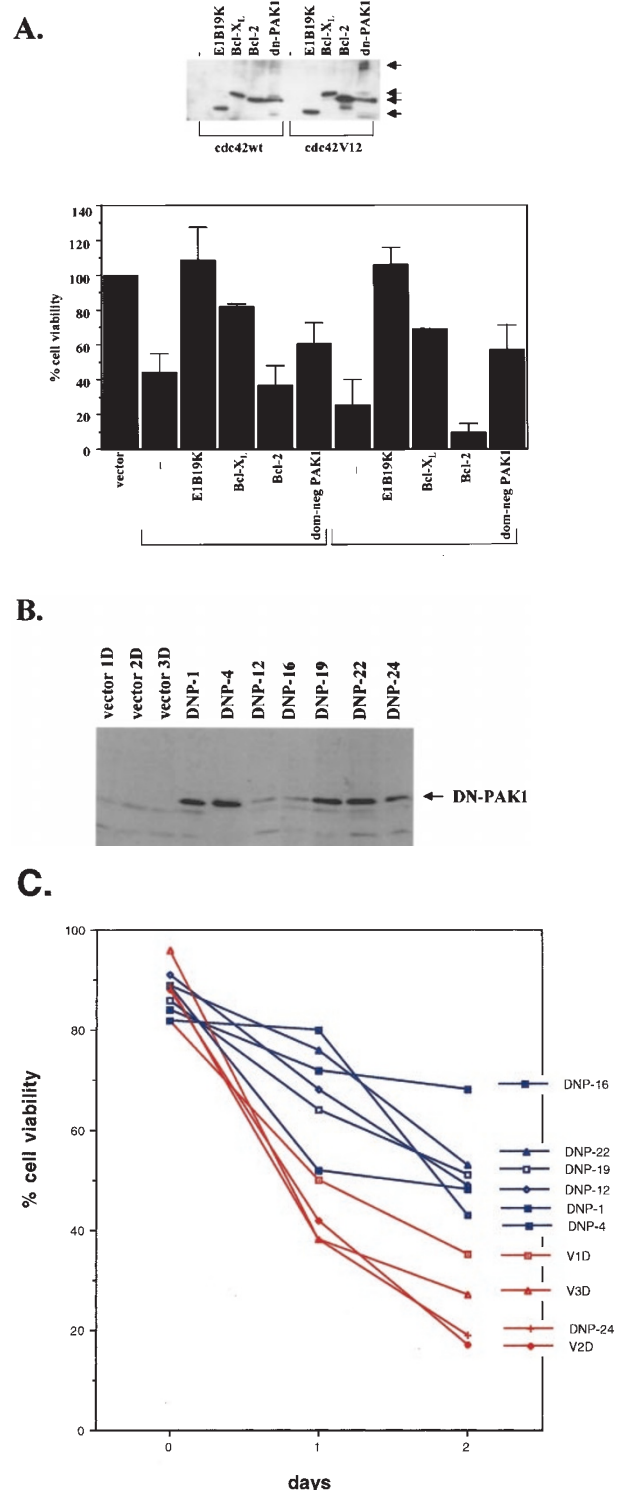 A.
-
E1B19K
Bcl-XL
Bcl-2
dn-PAK1
-
E1B19K
Bcl-XL
Bcl-2
dn-PAK1
cdc42wt
cdc42V12
140
120
100
80
60
40
20
0
% cell viability
vector
-
E1B19K
Bcl-XL
Bcl-2
dom-neg PAK1
-
E1B19K
Bcl-XL
Bcl-2
dom-neg PAK1
B.
vector 1D
vector 2D
vector 3D
DNP-1
DNP-4
DNP-12
DNP-16
DNP-19
DNP-22
DNP-24
DN-PAK1
C.
100
80
60
40
20
0
% cell viability
DNP-16
DNP-22
DNP-19
DNP-12
DNP-1
DNP-4
V1D
V3D
DNP-24
V2D
0
1
2
days